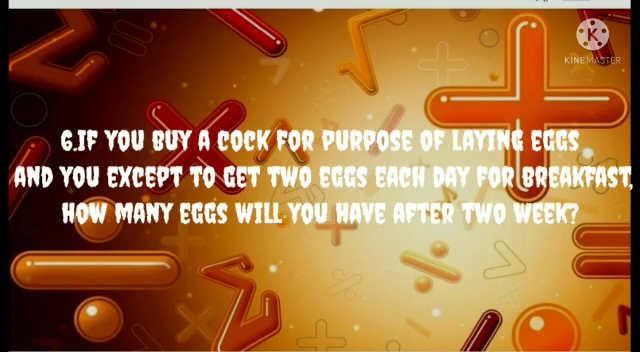 KINEMASTER
6.IF YOU BUY A COCK FOR PURPOSE OF LAYING EGGS
AND YOU EXCEPT TO GET TWO EGGS EACH DAY FOR BREAKFAST,
HOW MANY EGGS WILL YOU HAVE AFTER TWO WEEK?